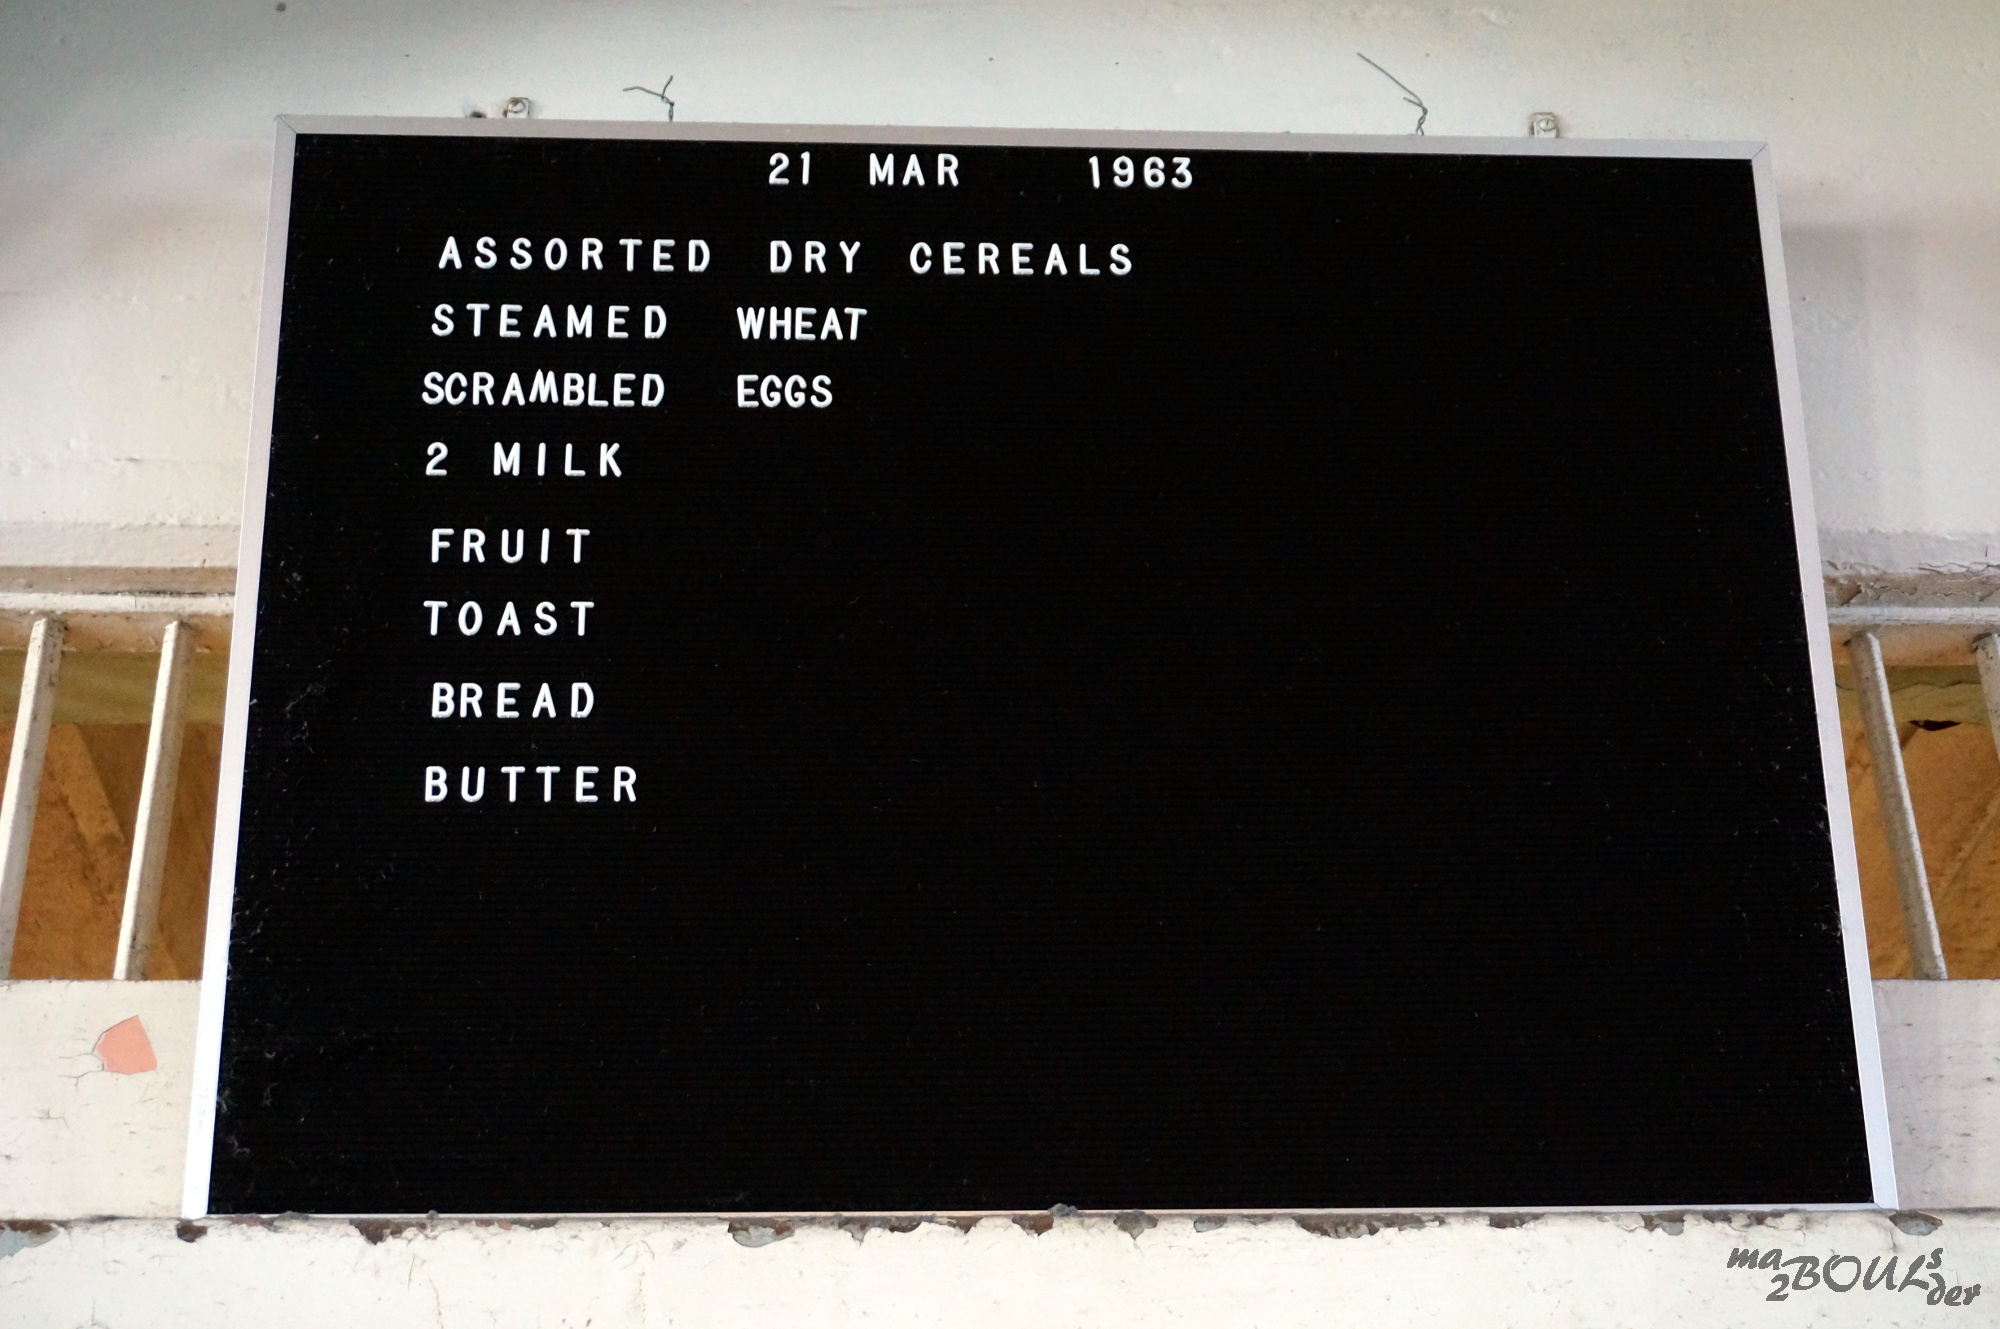 21 MAR 1963
ASSORTED DRY CEREALS
STEAMED WHEAT
SCRAMBLED EGGS
2 MILK
FRUIT
TOAST
BREAD
BUTTER
ma2BOULsder